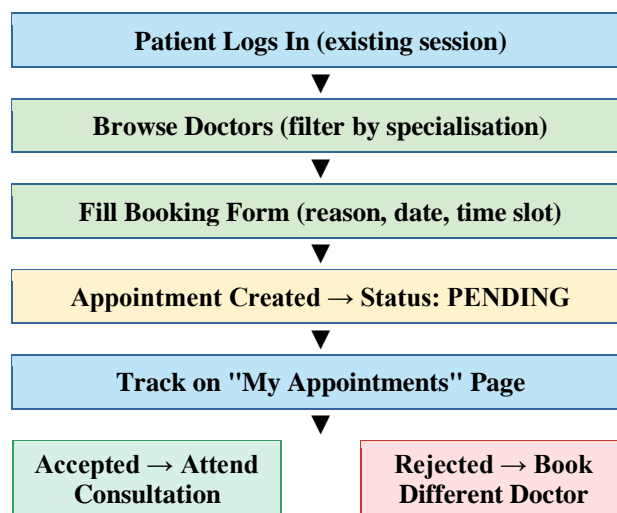 Patient Logs In (existing session)
Browse Doctors (filter by specialisation)
Fill Booking Form (reason, date, time slot)
Appointment Created → Status: PENDING
Track on "My Appointments" Page
Accepted → Attend
Consultation
Rejected → Book
Different Doctor